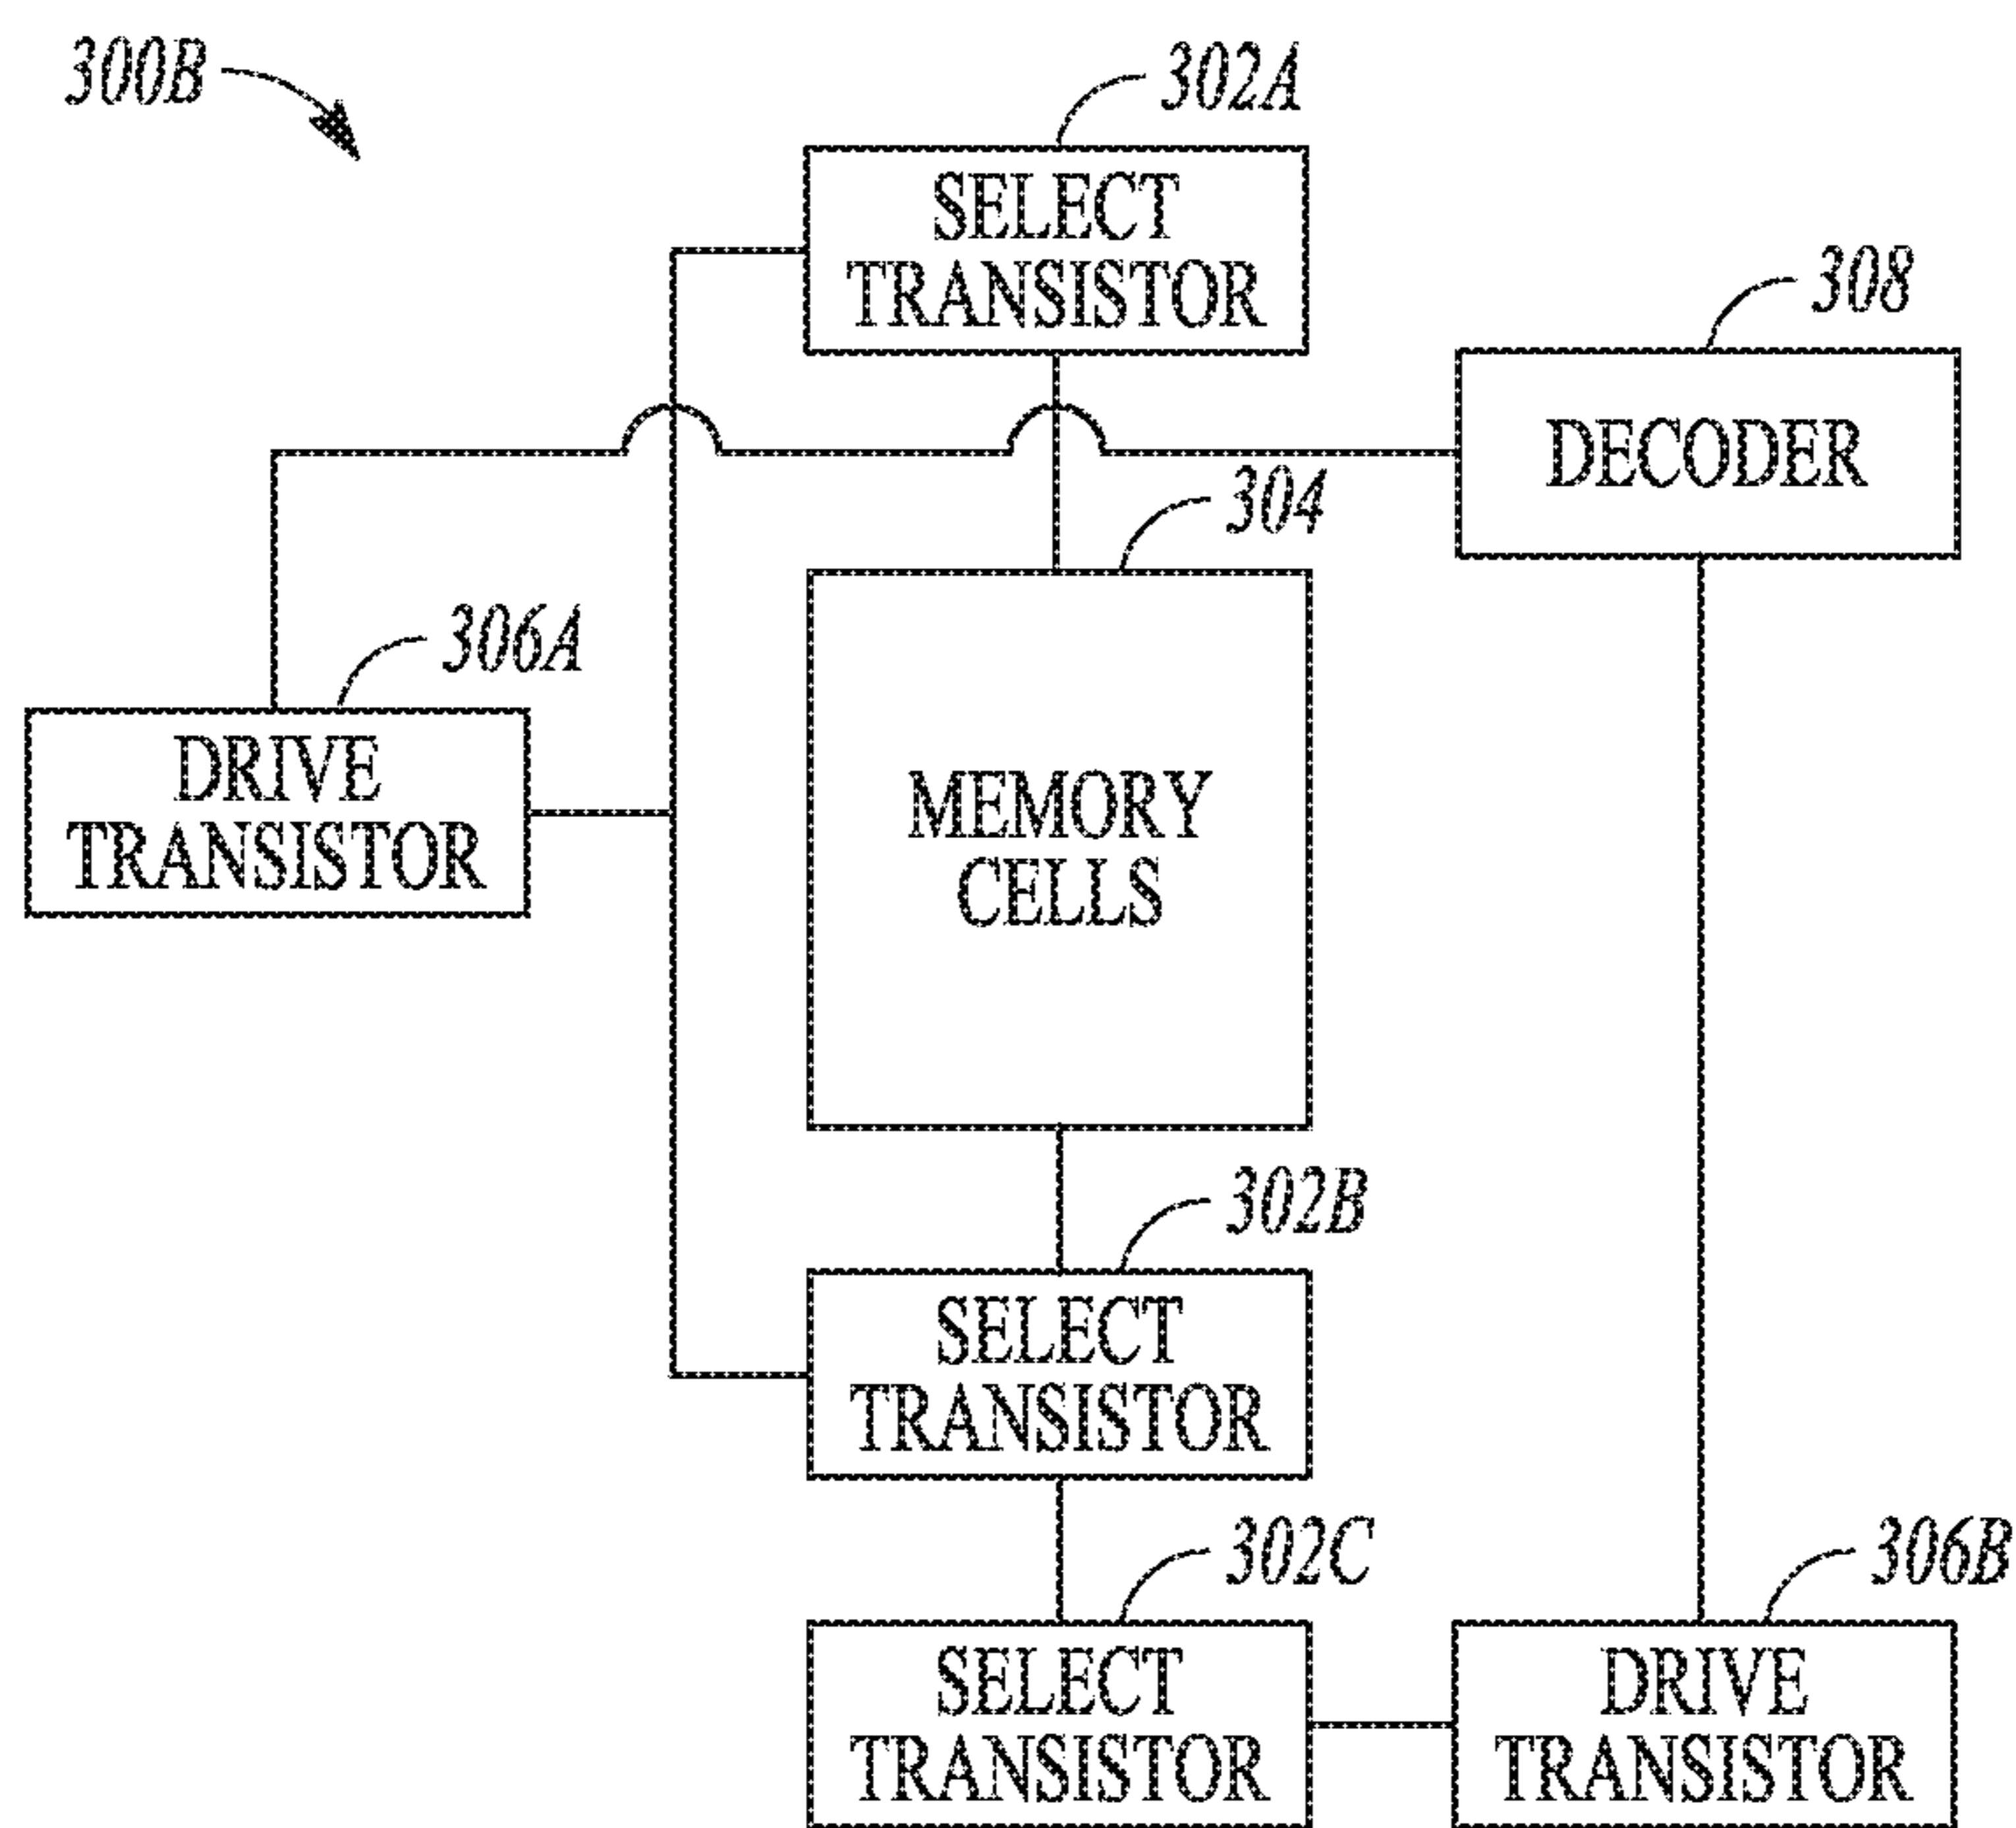 300B
302A
SELECT
TRANSISTOR
308
DECODER
304
306A
DRIVE
TRANSISTOR
MEMORY
CELLS
302B
SELECT
TRANSISTOR
302C
306B
SELECT
TRANSISTOR
DRIVE
TRANSISTOR